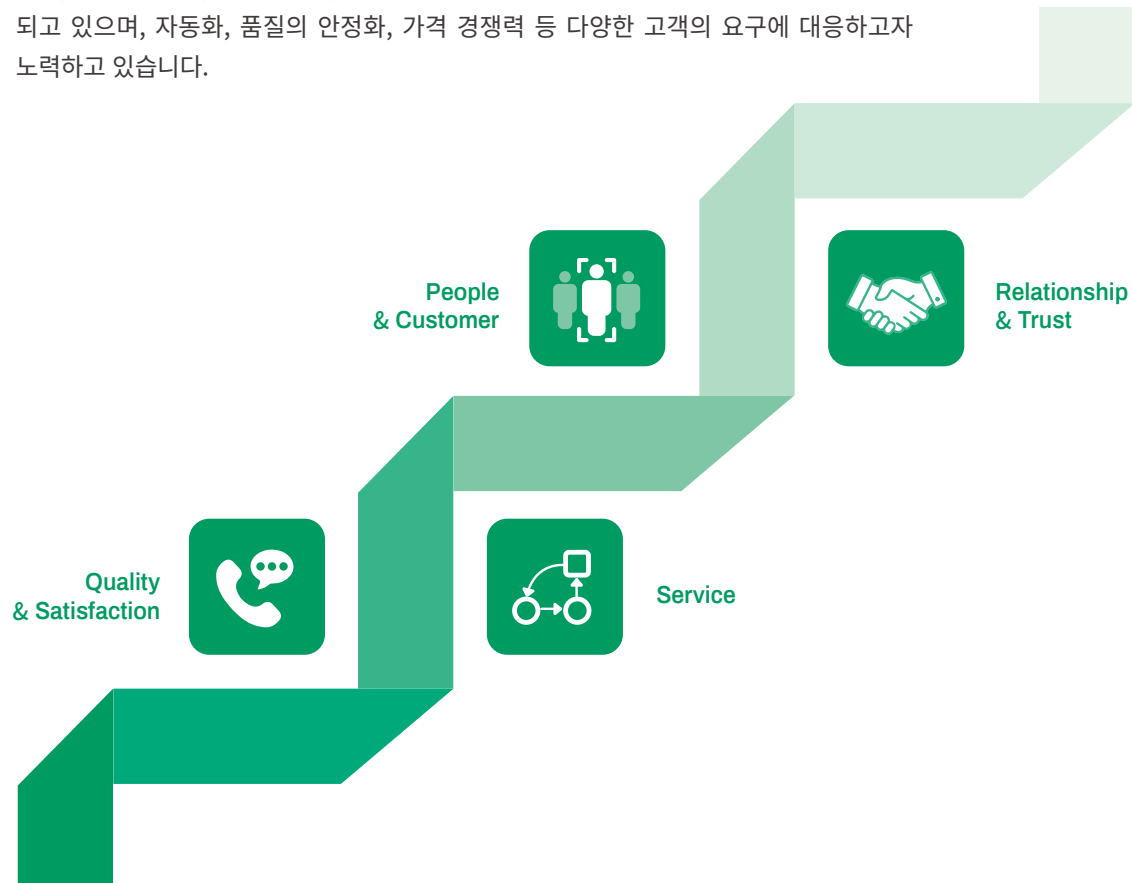 되고 있으며, 자동화, 품질의 안정화, 가격 경쟁력 등 다양한 고객의 요구에 대응하고자
노력하고 있습니다.
People
& Customer
Relationship
& Trust
Quality
& Satisfaction
Service